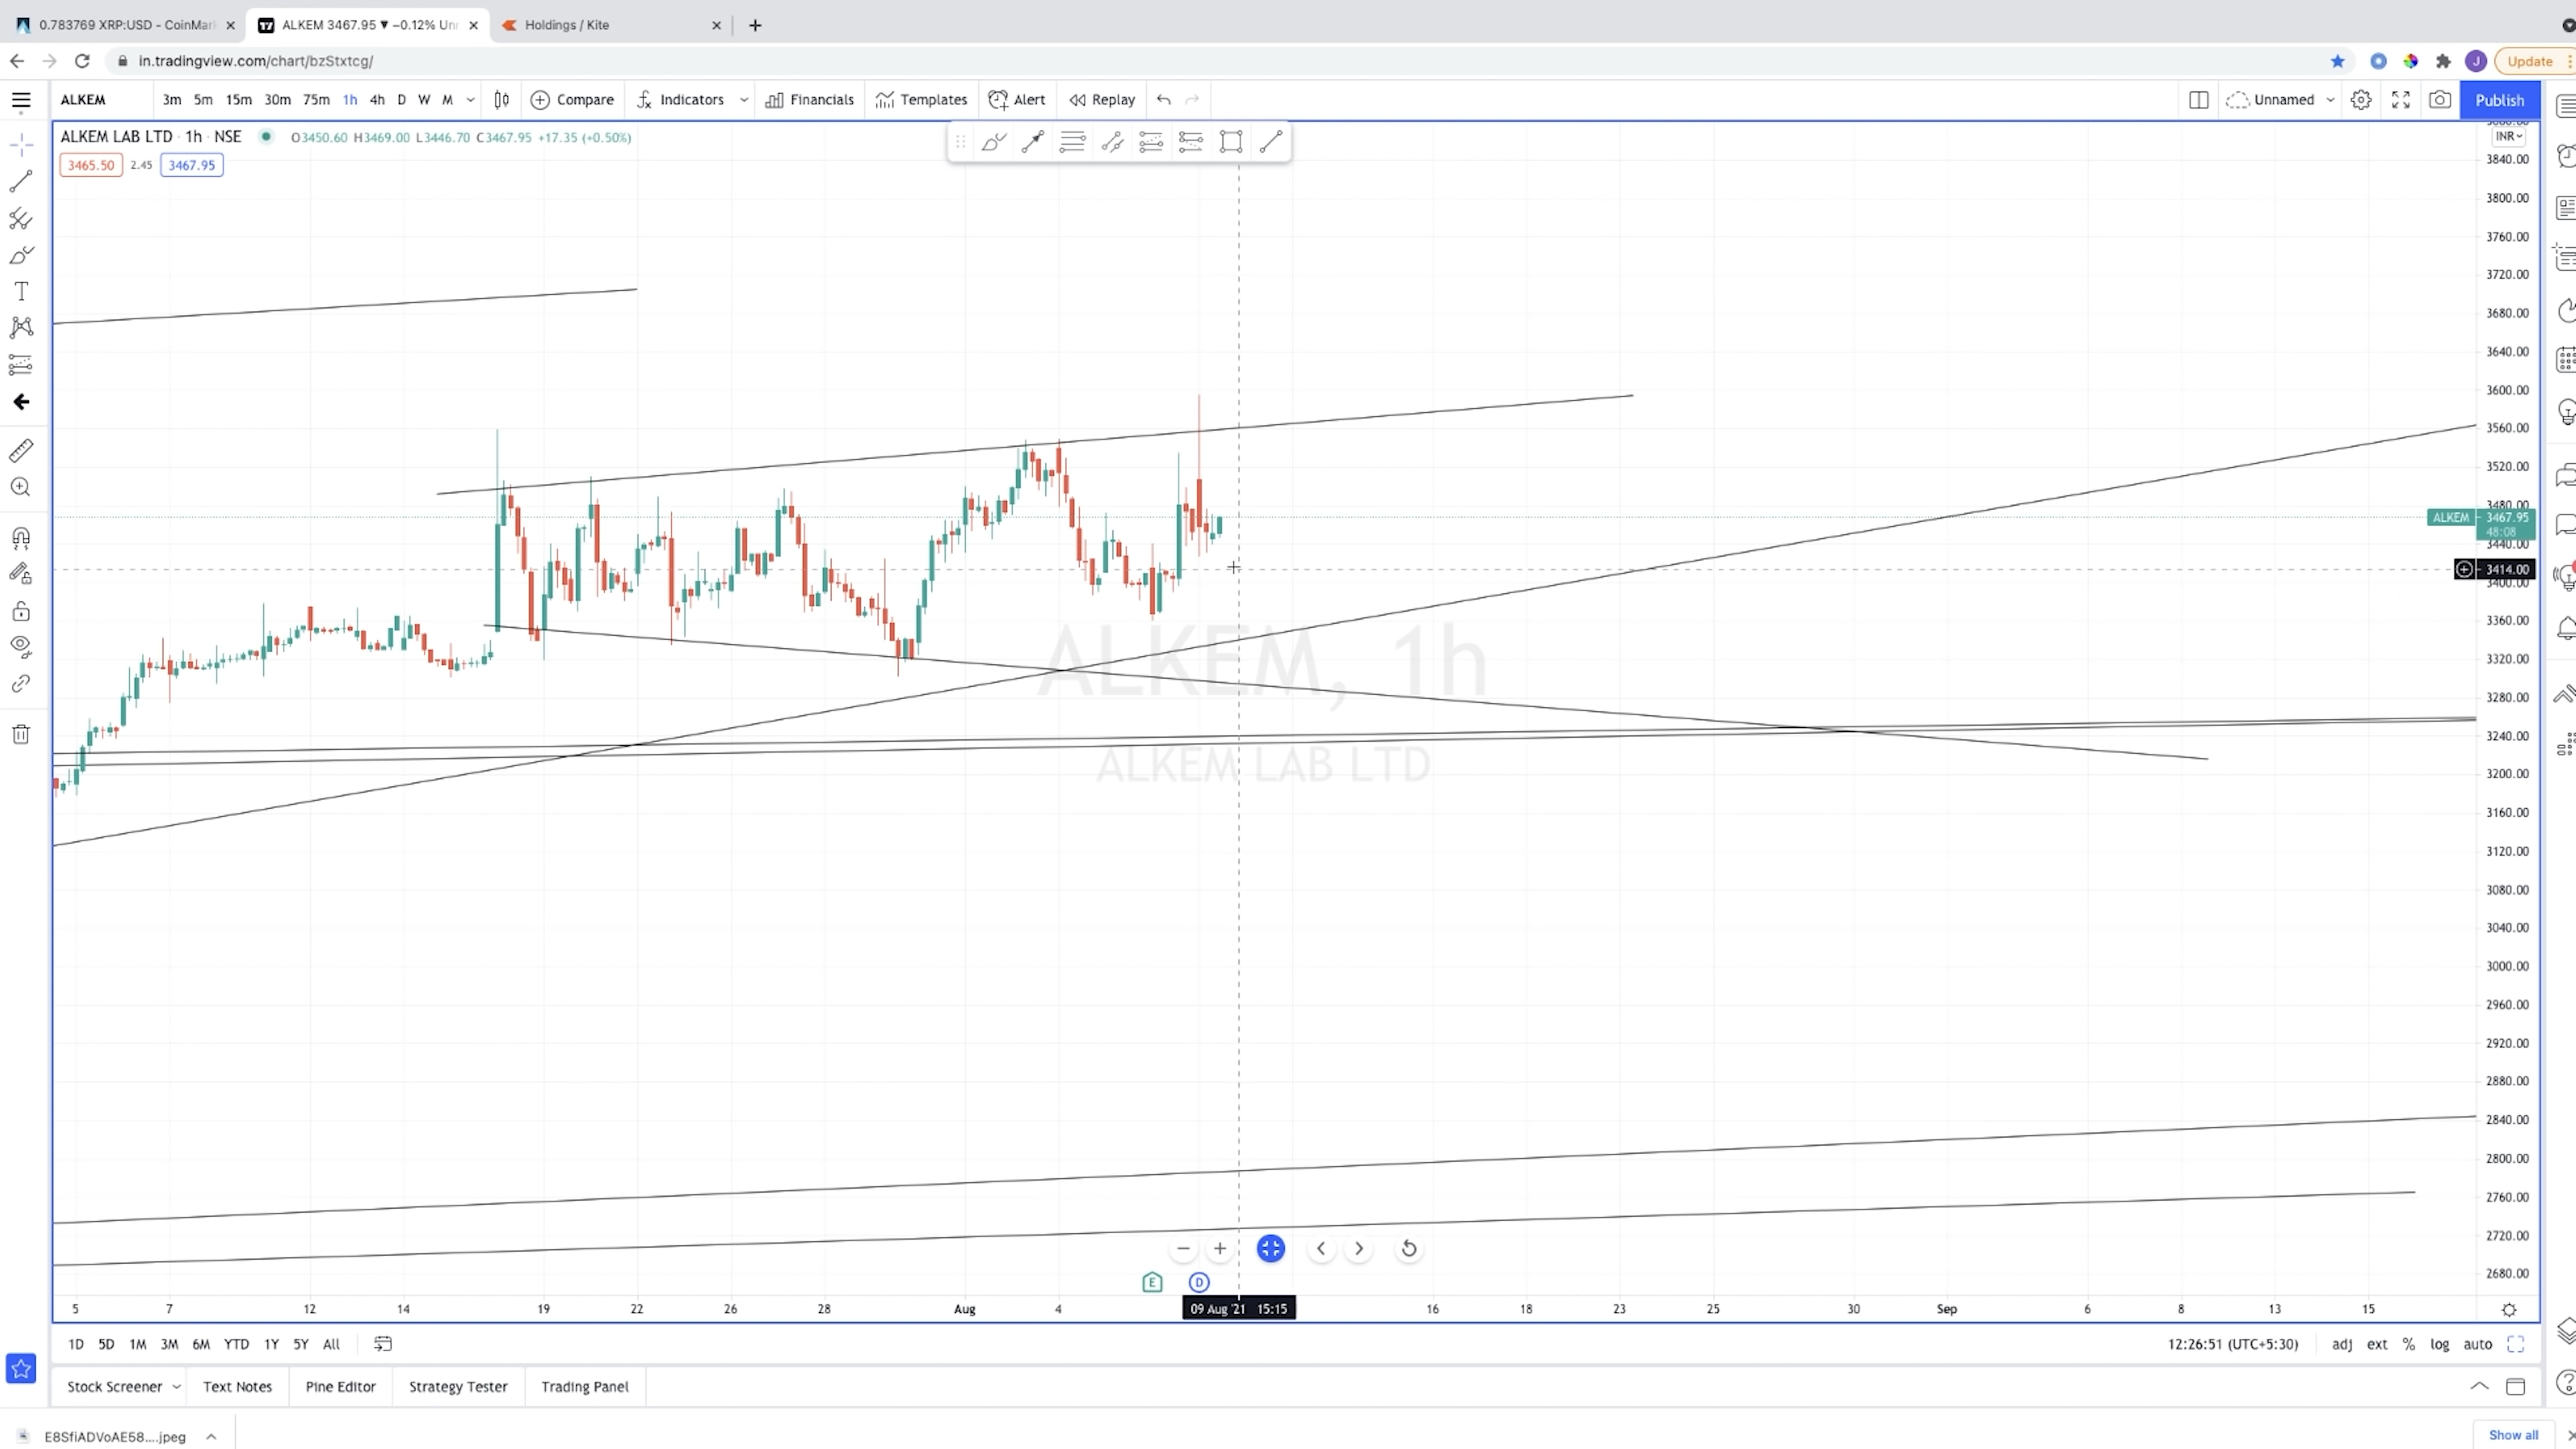 0.783769 XRP:USD - CoinMar
ALKEM 3467.95 ▼ −0.12% Un
Holdings / Kite
in.tradingview.com/chart/bzStxtcg/
J
Update
ALKEM 3m 5m 15m 30m 75m 1h 4h D W M Compare Indicators Financials Templates Alert Replay Unnamed Publish
ALKEM LAB LTD · 1h · NSE O3450.60 H3469.00 L3446.70 C3467.95 +17.35 (+0.50%)
3465.50 2.45 3467.95
INR
3840.00
3800.00
3760.00
3720.00
3680.00
3640.00
3600.00
3560.00
3520.00
3480.00
ALKEM 3467.95
48:08
3440.00
3414.00
3400.00
3360.00
3320.00
3280.00
3240.00
3200.00
3160.00
3120.00
3080.00
3040.00
3000.00
2960.00
2920.00
2880.00
2840.00
2800.00
2760.00
2720.00
2680.00
ALKEM, 1h
ALKEM LAB LTD
E D
5 7 12 14 19 22 26 28 Aug 4 09 Aug '21 15:15 16 18 23 25 30 Sep 6 8 13 15
1D 5D 1M 3M 6M YTD 1Y 5Y All 12:26:51 (UTC+5:30) adj ext % log auto
Stock Screener Text Notes Pine Editor Strategy Tester Trading Panel
E8SfiADVoAE58....jpeg
Show all